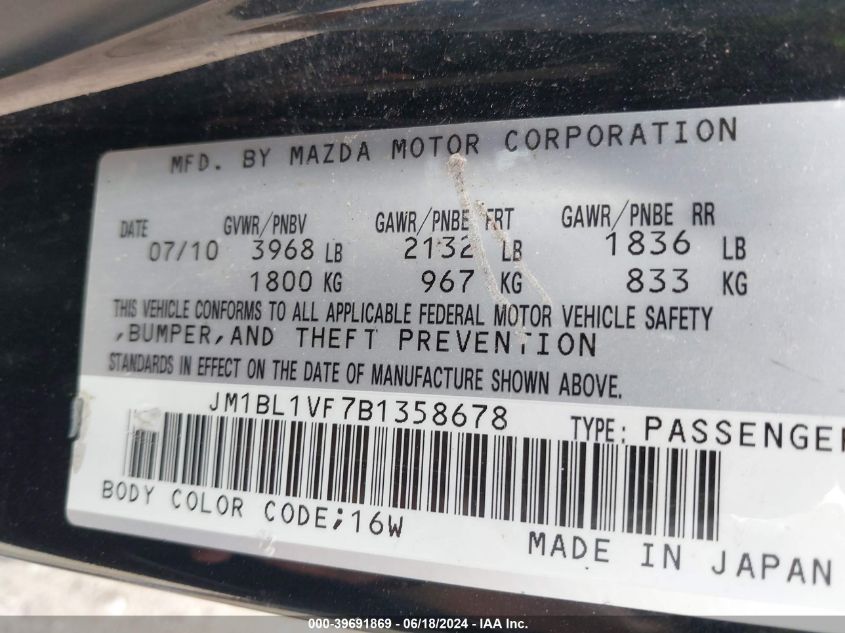 MFD. BY MAZDA MOTOR CORPORATION
DATE GVWR/PNBV GAWR/PNBE FRT GAWR/PNBE RR
07/10 3968 LB 2132 LB 1836 LB
1800 KG 967 KG 833 KG
THIS VEHICLE CONFORMS TO ALL APPLICABLE FEDERAL MOTOR VEHICLE SAFETY
,BUMPER,AND THEFT PREVENTION
STANDARDS IN EFFECT ON THE DATE OF MANUFACTURE SHOWN ABOVE.
JM1BL1VF7B1358678 TYPE: PASSENGER
BODY COLOR CODE;16W
MADE IN JAPAN
000-39691869 - 06/18/2024 - IAA Inc.